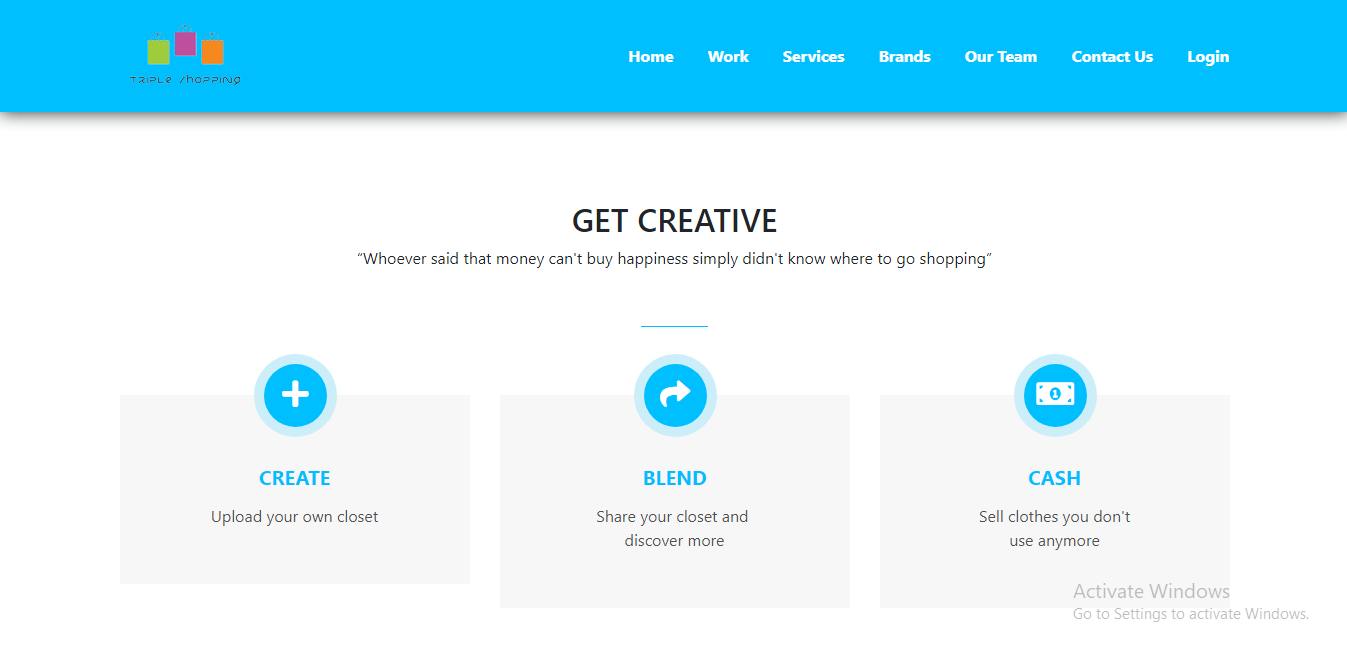 TRIPLE SHOPPING
Home Work Services Brands Our Team Contact Us Login
GET CREATIVE
“Whoever said that money can't buy happiness simply didn't know where to go shopping”
1
CREATE
Upload your own closet
BLEND
Share your closet and
discover more
CASH
Sell clothes you don't
use anymore
Activate Windows
Go to Settings to activate Windows.